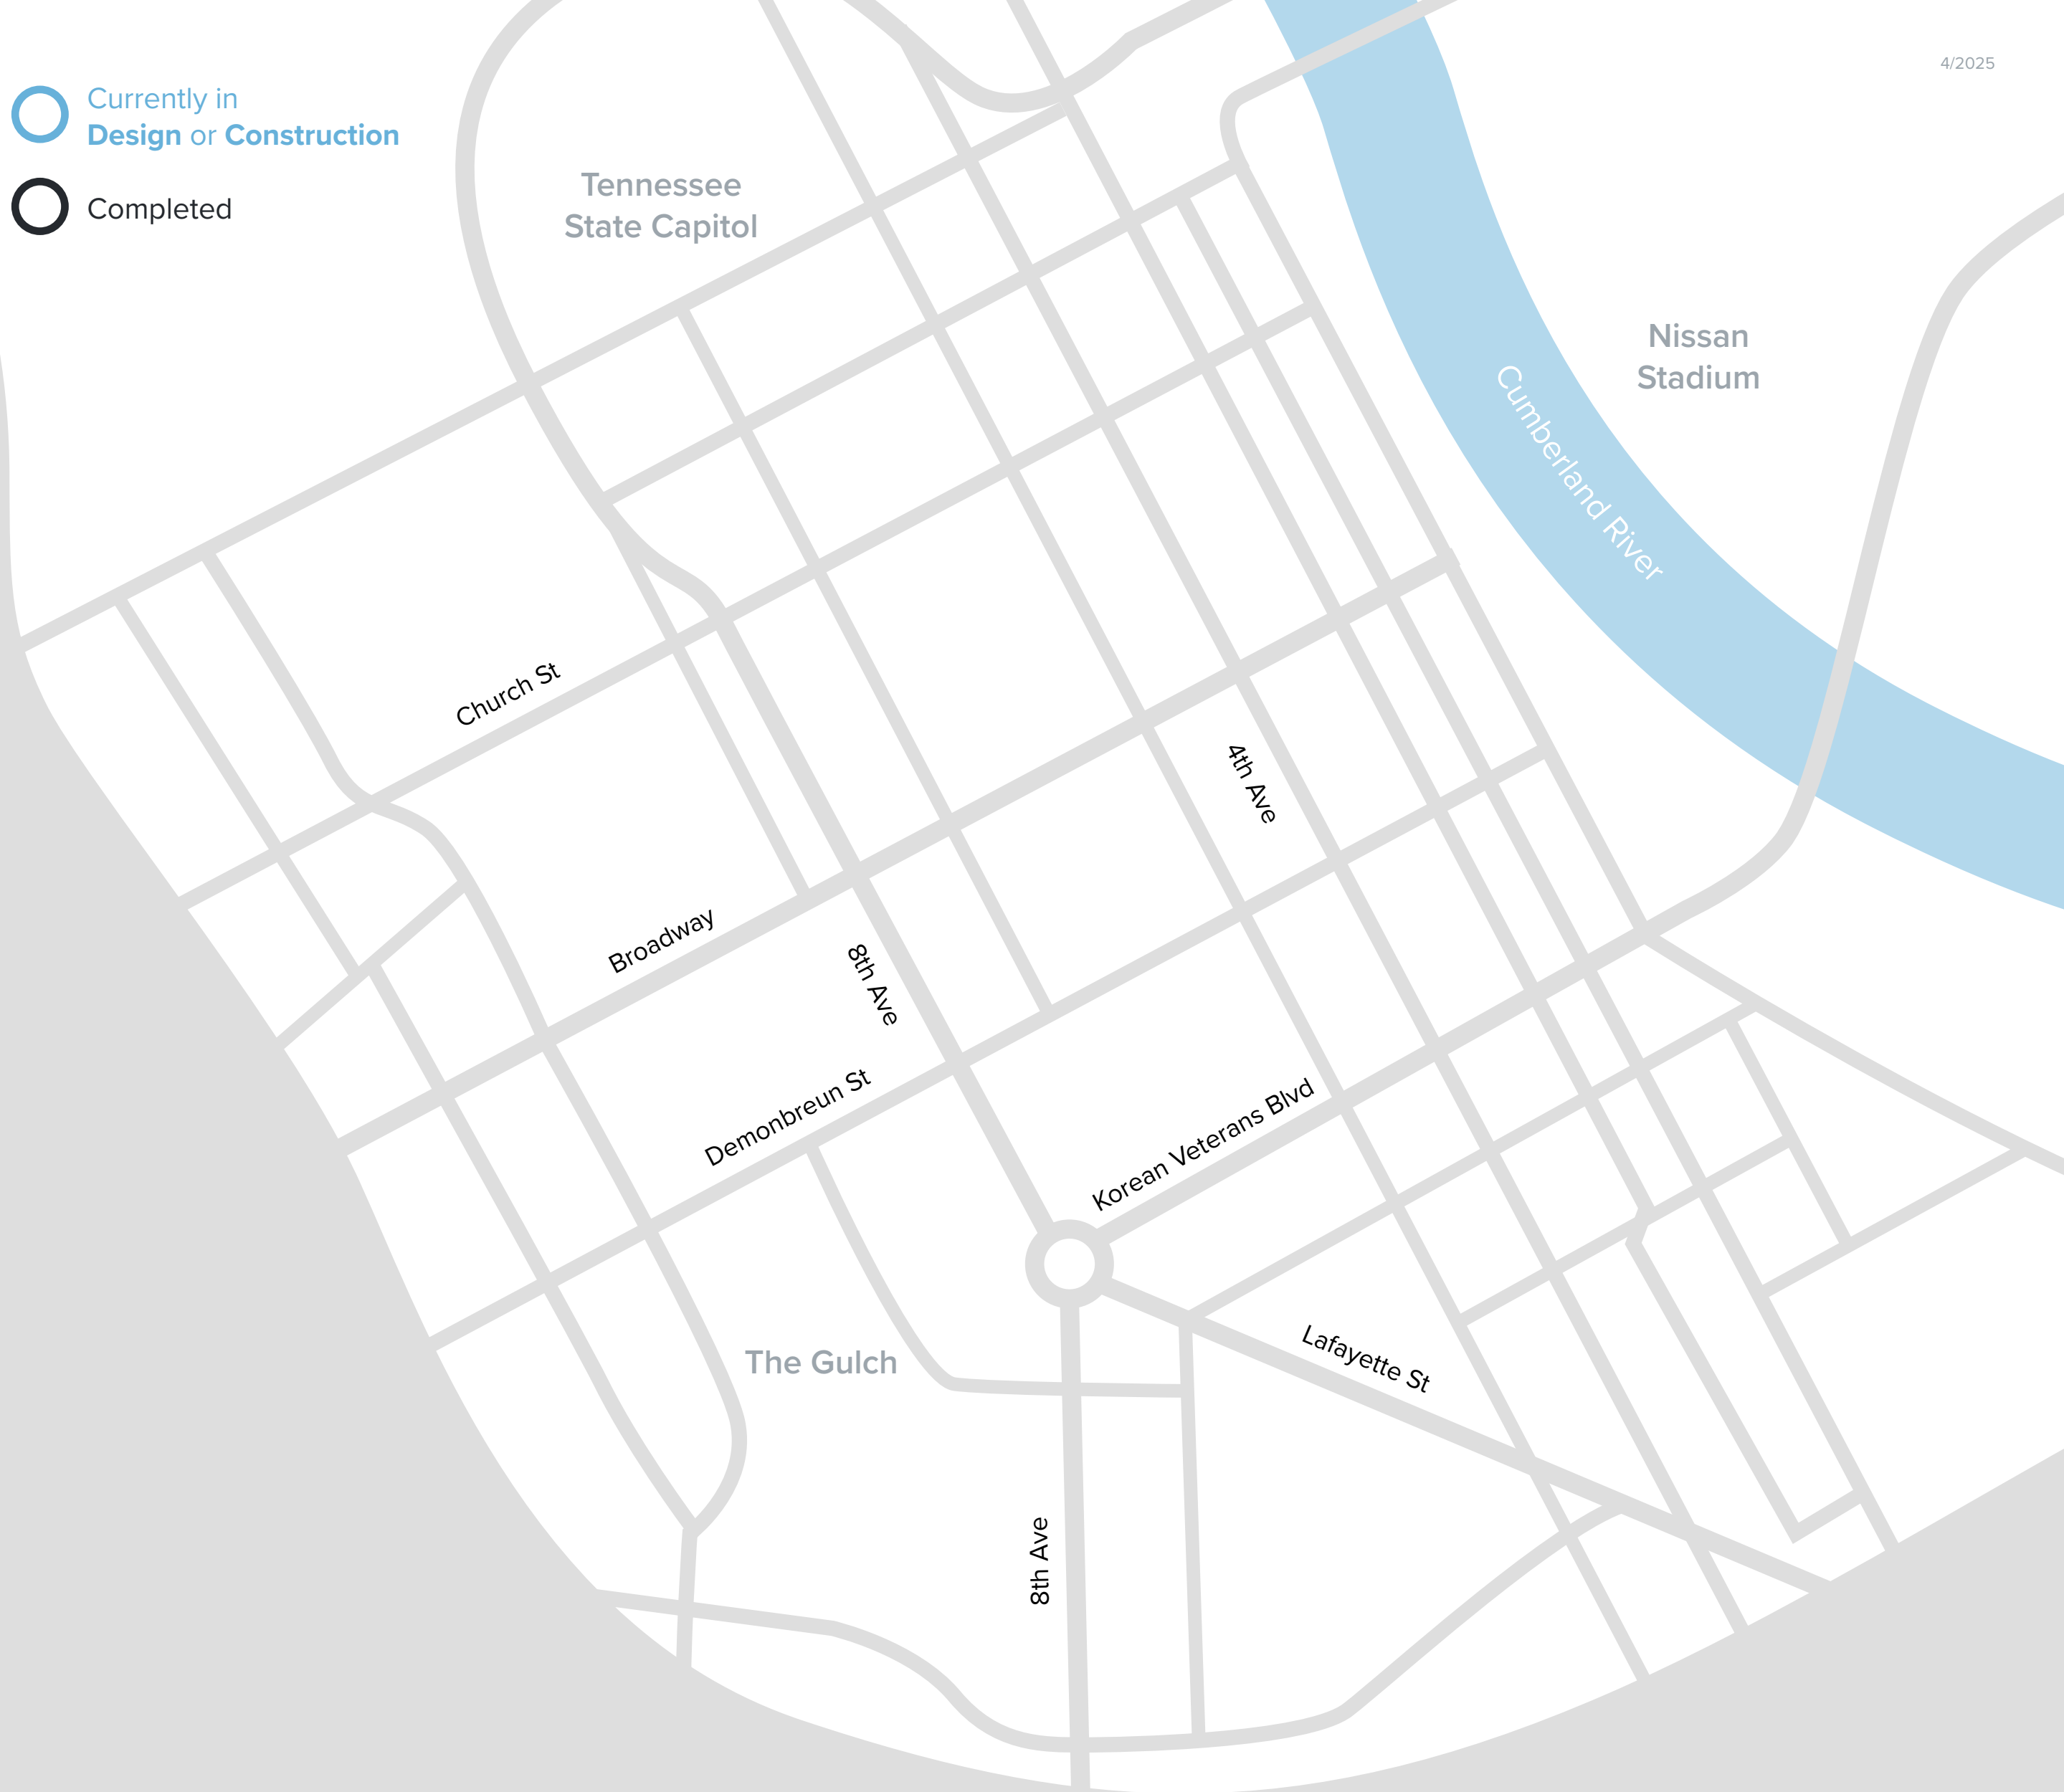 4/2025
Currently in
Design or Construction
Completed
Tennessee
State Capitol
Nissan
Stadium
Cumberland River
Church St
4th Ave
Broadway
8th Ave
Demonbreun St
Korean Veterans Blvd
The Gulch
Lafayette St
8th Ave